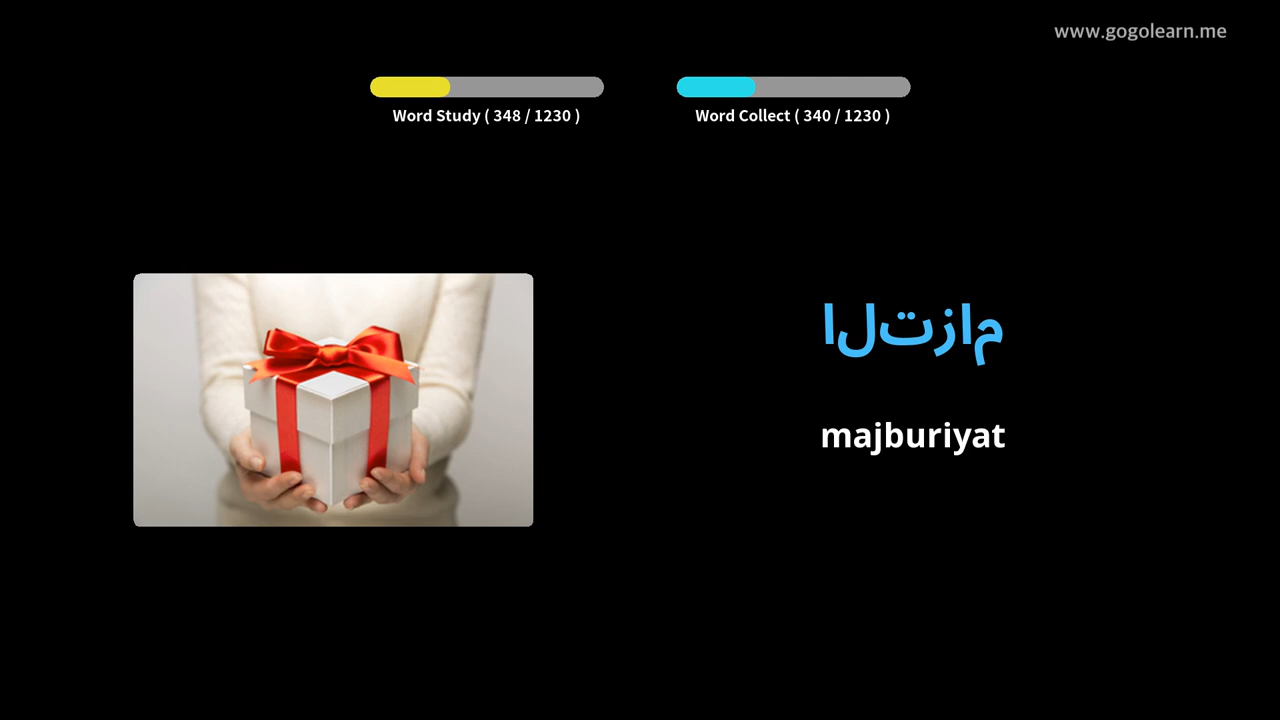 www.gogolearn.me
Word Study ( 348 / 1230 )
Word Collect ( 340 / 1230 )
التزام
majburiyat